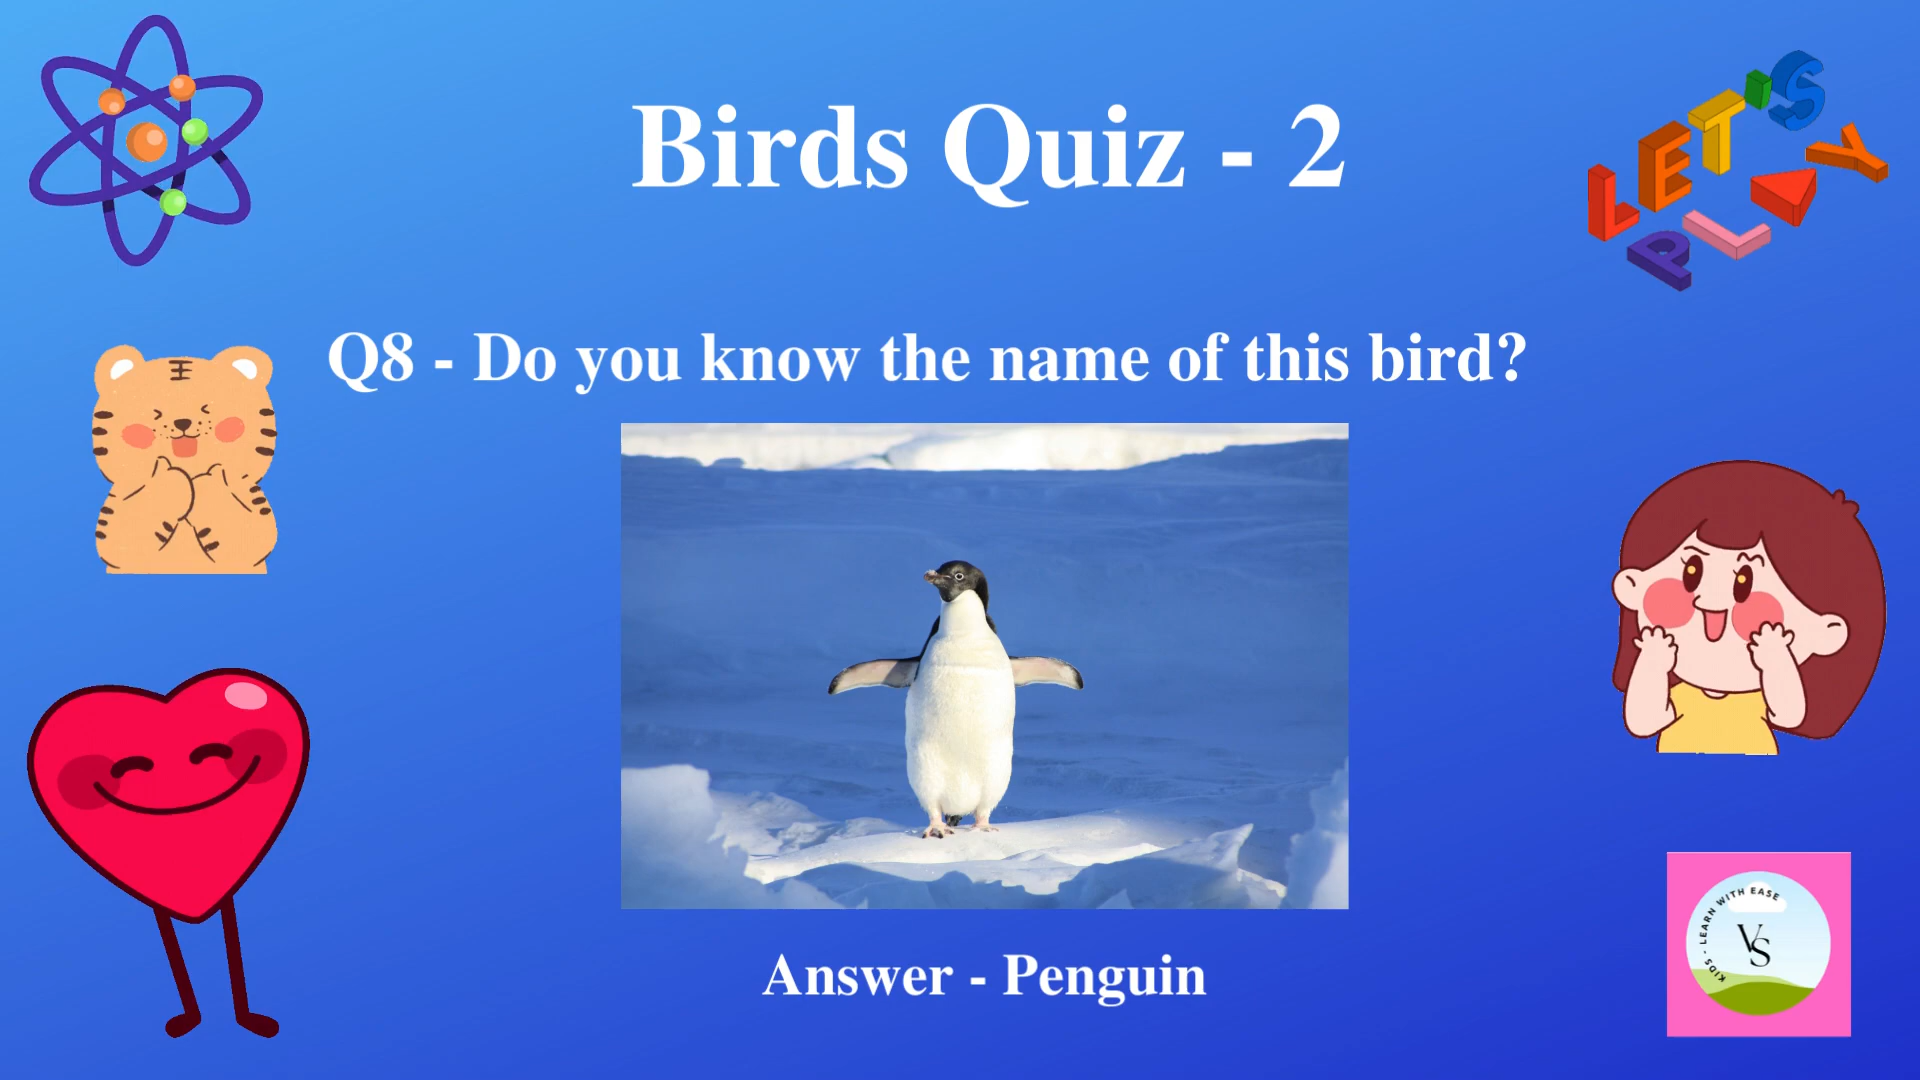 Birds Quiz - 2
LET'S
PLAY
Q8 - Do you know the name of this bird?
Answer - Penguin
KIDS - LEARN WITH EASE
VS